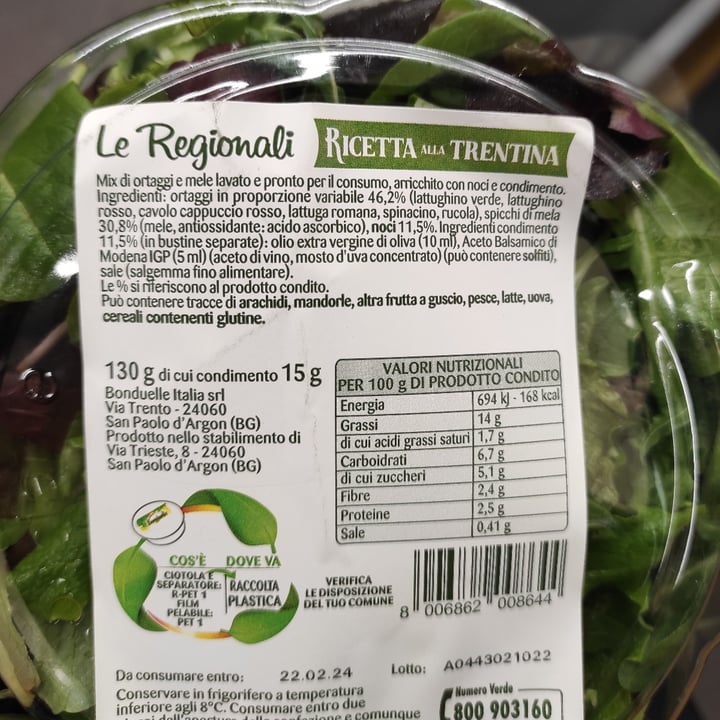 Le Regionali
RICETTA ALLA TRENTINA
Mix di ortaggi e mele lavato e pronto per il consumo, arricchito con noci e condimento.
Ingredienti: ortaggi in proporzione variabile 46,2% (lattughino verde, lattughino
rosso, cavolo cappuccio rosso, lattuga romana, spinacino, rucola), spicchi di mela
30,8% (mele, antiossidante: acido ascorbico), noci 11,5%. Ingredienti condimento
11,5% (in bustine separate): olio extra vergine di oliva (10 ml), Aceto Balsamico di
Modena IGP (5 ml) (aceto di vino, mosto d'uva concentrato) (può contenere solfiti),
sale (salgemma fino alimentare).
Le % si riferiscono al prodotto condito.
Può contenere tracce di arachidi, mandorle, altra frutta a guscio, pesce, latte, uova,
cereali contenenti glutine.
130 g di cui condimento 15 g
Bonduelle Italia srl
Via Trento - 24060
San Paolo d'Argon (BG)
Prodotto nello stabilimento di
Via Trieste, 8 - 24060
San Paolo d'Argon (BG)
VALORI NUTRIZIONALI
PER 100 g DI PRODOTTO CONDITO
Energia 694 kJ - 168 kcal
Grassi 14 g
di cui acidi grassi saturi 1,7 g
Carboidrati 6,7 g
di cui zuccheri 5,1 g
Fibre 2,4 g
Proteine 2,5 g
Sale 0,41 g
COS'È DOVE VA
CIOTOLA E
SEPARATORE:
R-PET 1
FILM
PELABILE:
PET 1
RACCOLTA
PLASTICA
VERIFICA
LE DISPOSIZIONE
DEL TUO COMUNE
8 006862 008644
Da consumare entro: 22.02.24 Lotto: A0443021022
Conservare in frigorifero a temperatura
inferiore agli 8°C. Consumare entro due
confezione e comunque
Numero Verde
800 903160